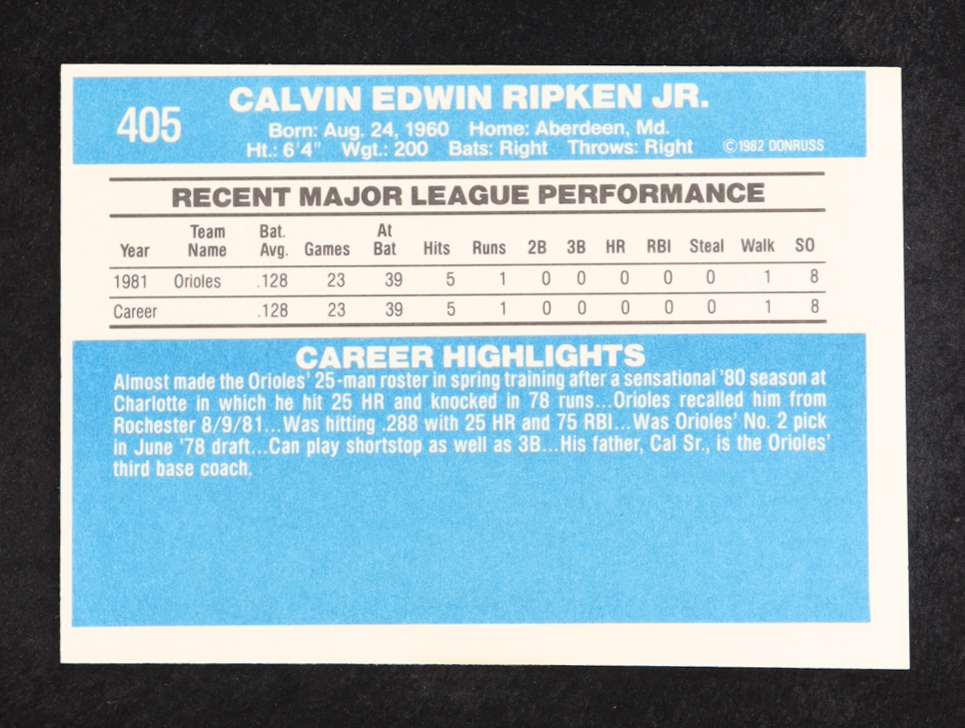 405
CALVIN EDWIN RIPKEN JR.
Born: Aug. 24, 1960 Home: Aberdeen, Md.
Ht.: 6'4" Wgt.: 200 Bats: Right Throws: Right ©1982 DONRUSS
RECENT MAJOR LEAGUE PERFORMANCE
Year Team Name Bat. Avg. Games At Bat Hits Runs 2B 3B HR RBI Steal Walk SO
1981 Orioles .128 23 39 5 1 0 0 0 0 0 1 8
Career .128 23 39 5 1 0 0 0 0 0 1 8
CAREER HIGHLIGHTS
Almost made the Orioles' 25-man roster in spring training after a sensational '80 season at
Charlotte in which he hit 25 HR and knocked in 78 runs...Orioles recalled him from
Rochester 8/9/81...Was hitting .288 with 25 HR and 75 RBI...Was Orioles' No. 2 pick
in June '78 draft...Can play shortstop as well as 3B...His father, Cal Sr., is the Orioles'
third base coach.